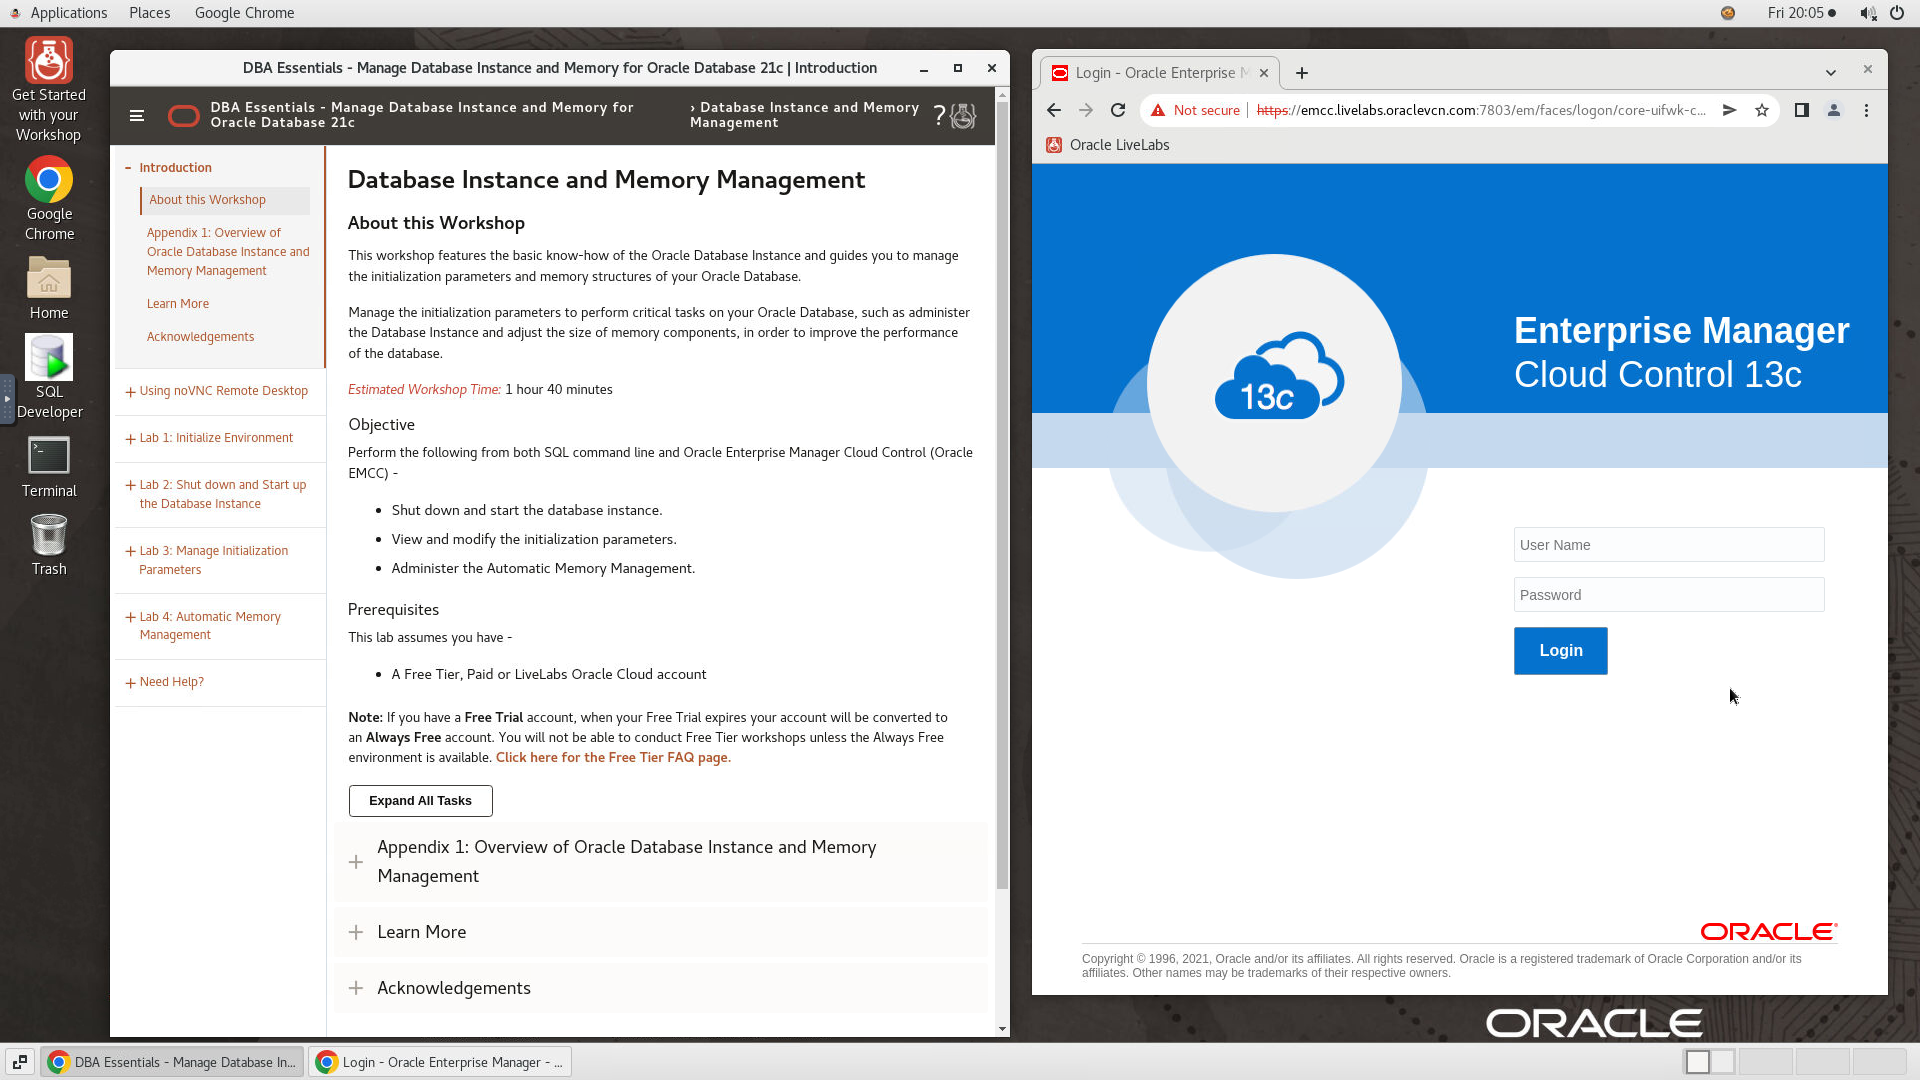 Applications Places Google Chrome
Fri 20:05
Get Started
with your
Workshop
Google
Chrome
Home
SQL
Developer
Terminal
Trash
DBA Essentials - Manage Database Instance and Memory for Oracle Database 21c | Introduction
DBA Essentials - Manage Database Instance and Memory for
Oracle Database 21c
› Database Instance and Memory
Management
?
− Introduction
About this Workshop
Appendix 1: Overview of
Oracle Database Instance and
Memory Management
Learn More
Acknowledgements
+ Using noVNC Remote Desktop
+ Lab 1: Initialize Environment
+ Lab 2: Shut down and Start up
the Database Instance
+ Lab 3: Manage Initialization
Parameters
+ Lab 4: Automatic Memory
Management
+ Need Help?
Database Instance and Memory Management
About this Workshop
This workshop features the basic know-how of the Oracle Database Instance and guides you to manage
the initialization parameters and memory structures of your Oracle Database.
Manage the initialization parameters to perform critical tasks on your Oracle Database, such as administer
the Database Instance and adjust the size of memory components, in order to improve the performance
of the database.
Estimated Workshop Time: 1 hour 40 minutes
Objective
Perform the following from both SQL command line and Oracle Enterprise Manager Cloud Control (Oracle
EMCC) -
• Shut down and start the database instance.
• View and modify the initialization parameters.
• Administer the Automatic Memory Management.
Prerequisites
This lab assumes you have -
• A Free Tier, Paid or LiveLabs Oracle Cloud account
Note: If you have a Free Trial account, when your Free Trial expires your account will be converted to
an Always Free account. You will not be able to conduct Free Tier workshops unless the Always Free
environment is available. Click here for the Free Tier FAQ page.
Expand All Tasks
+ Appendix 1: Overview of Oracle Database Instance and Memory
Management
+ Learn More
+ Acknowledgements
Login - Oracle Enterprise M
Not secure | https://emcc.livelabs.oraclevcn.com:7803/em/faces/logon/core-uifwk-c...
Oracle LiveLabs
13c
Enterprise Manager
Cloud Control 13c
User Name
Password
Login
ORACLE
Copyright © 1996, 2021, Oracle and/or its affiliates. All rights reserved. Oracle is a registered trademark of Oracle Corporation and/or its
affiliates. Other names may be trademarks of their respective owners.
ORACLE
DBA Essentials - Manage Database In...
Login - Oracle Enterprise Manager - ...